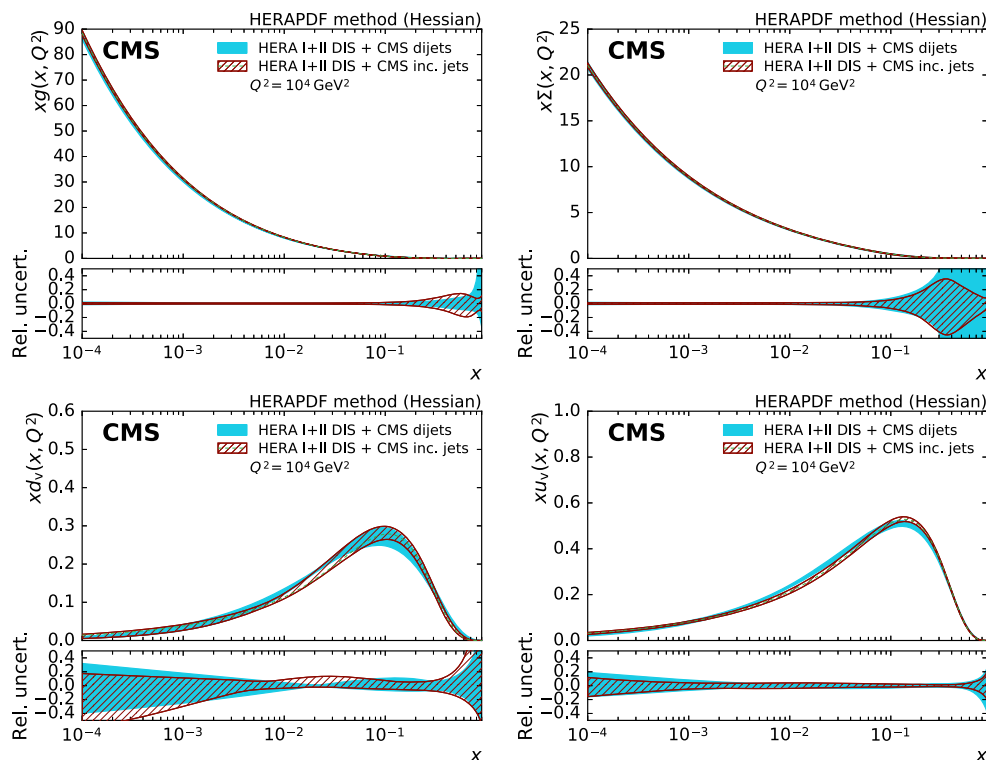 HERAPDF method (Hessian)
CMS
HERA I+II DIS + CMS dijets
HERA I+II DIS + CMS inc. jets
Q² = 10⁴ GeV²
xg(x, Q²)
90
80
70
60
50
40
30
20
10
0
Rel. uncert.
0.4
0.2
0.0
−0.2
−0.4
10⁻⁴
10⁻³
10⁻²
10⁻¹
x
HERAPDF method (Hessian)
CMS
HERA I+II DIS + CMS dijets
HERA I+II DIS + CMS inc. jets
Q² = 10⁴ GeV²
xΣ(x, Q²)
25
20
15
10
5
0
Rel. uncert.
0.4
0.2
0.0
−0.2
−0.4
10⁻⁴
10⁻³
10⁻²
10⁻¹
x
HERAPDF method (Hessian)
CMS
HERA I+II DIS + CMS dijets
HERA I+II DIS + CMS inc. jets
Q² = 10⁴ GeV²
xdᵥ(x, Q²)
0.6
0.5
0.4
0.3
0.2
0.1
0.0
Rel. uncert.
0.4
0.2
0.0
−0.2
−0.4
10⁻⁴
10⁻³
10⁻²
10⁻¹
x
HERAPDF method (Hessian)
CMS
HERA I+II DIS + CMS dijets
HERA I+II DIS + CMS inc. jets
Q² = 10⁴ GeV²
xuᵥ(x, Q²)
1.0
0.8
0.6
0.4
0.2
0.0
Rel. uncert.
0.4
0.2
0.0
−0.2
−0.4
10⁻⁴
10⁻³
10⁻²
10⁻¹
x